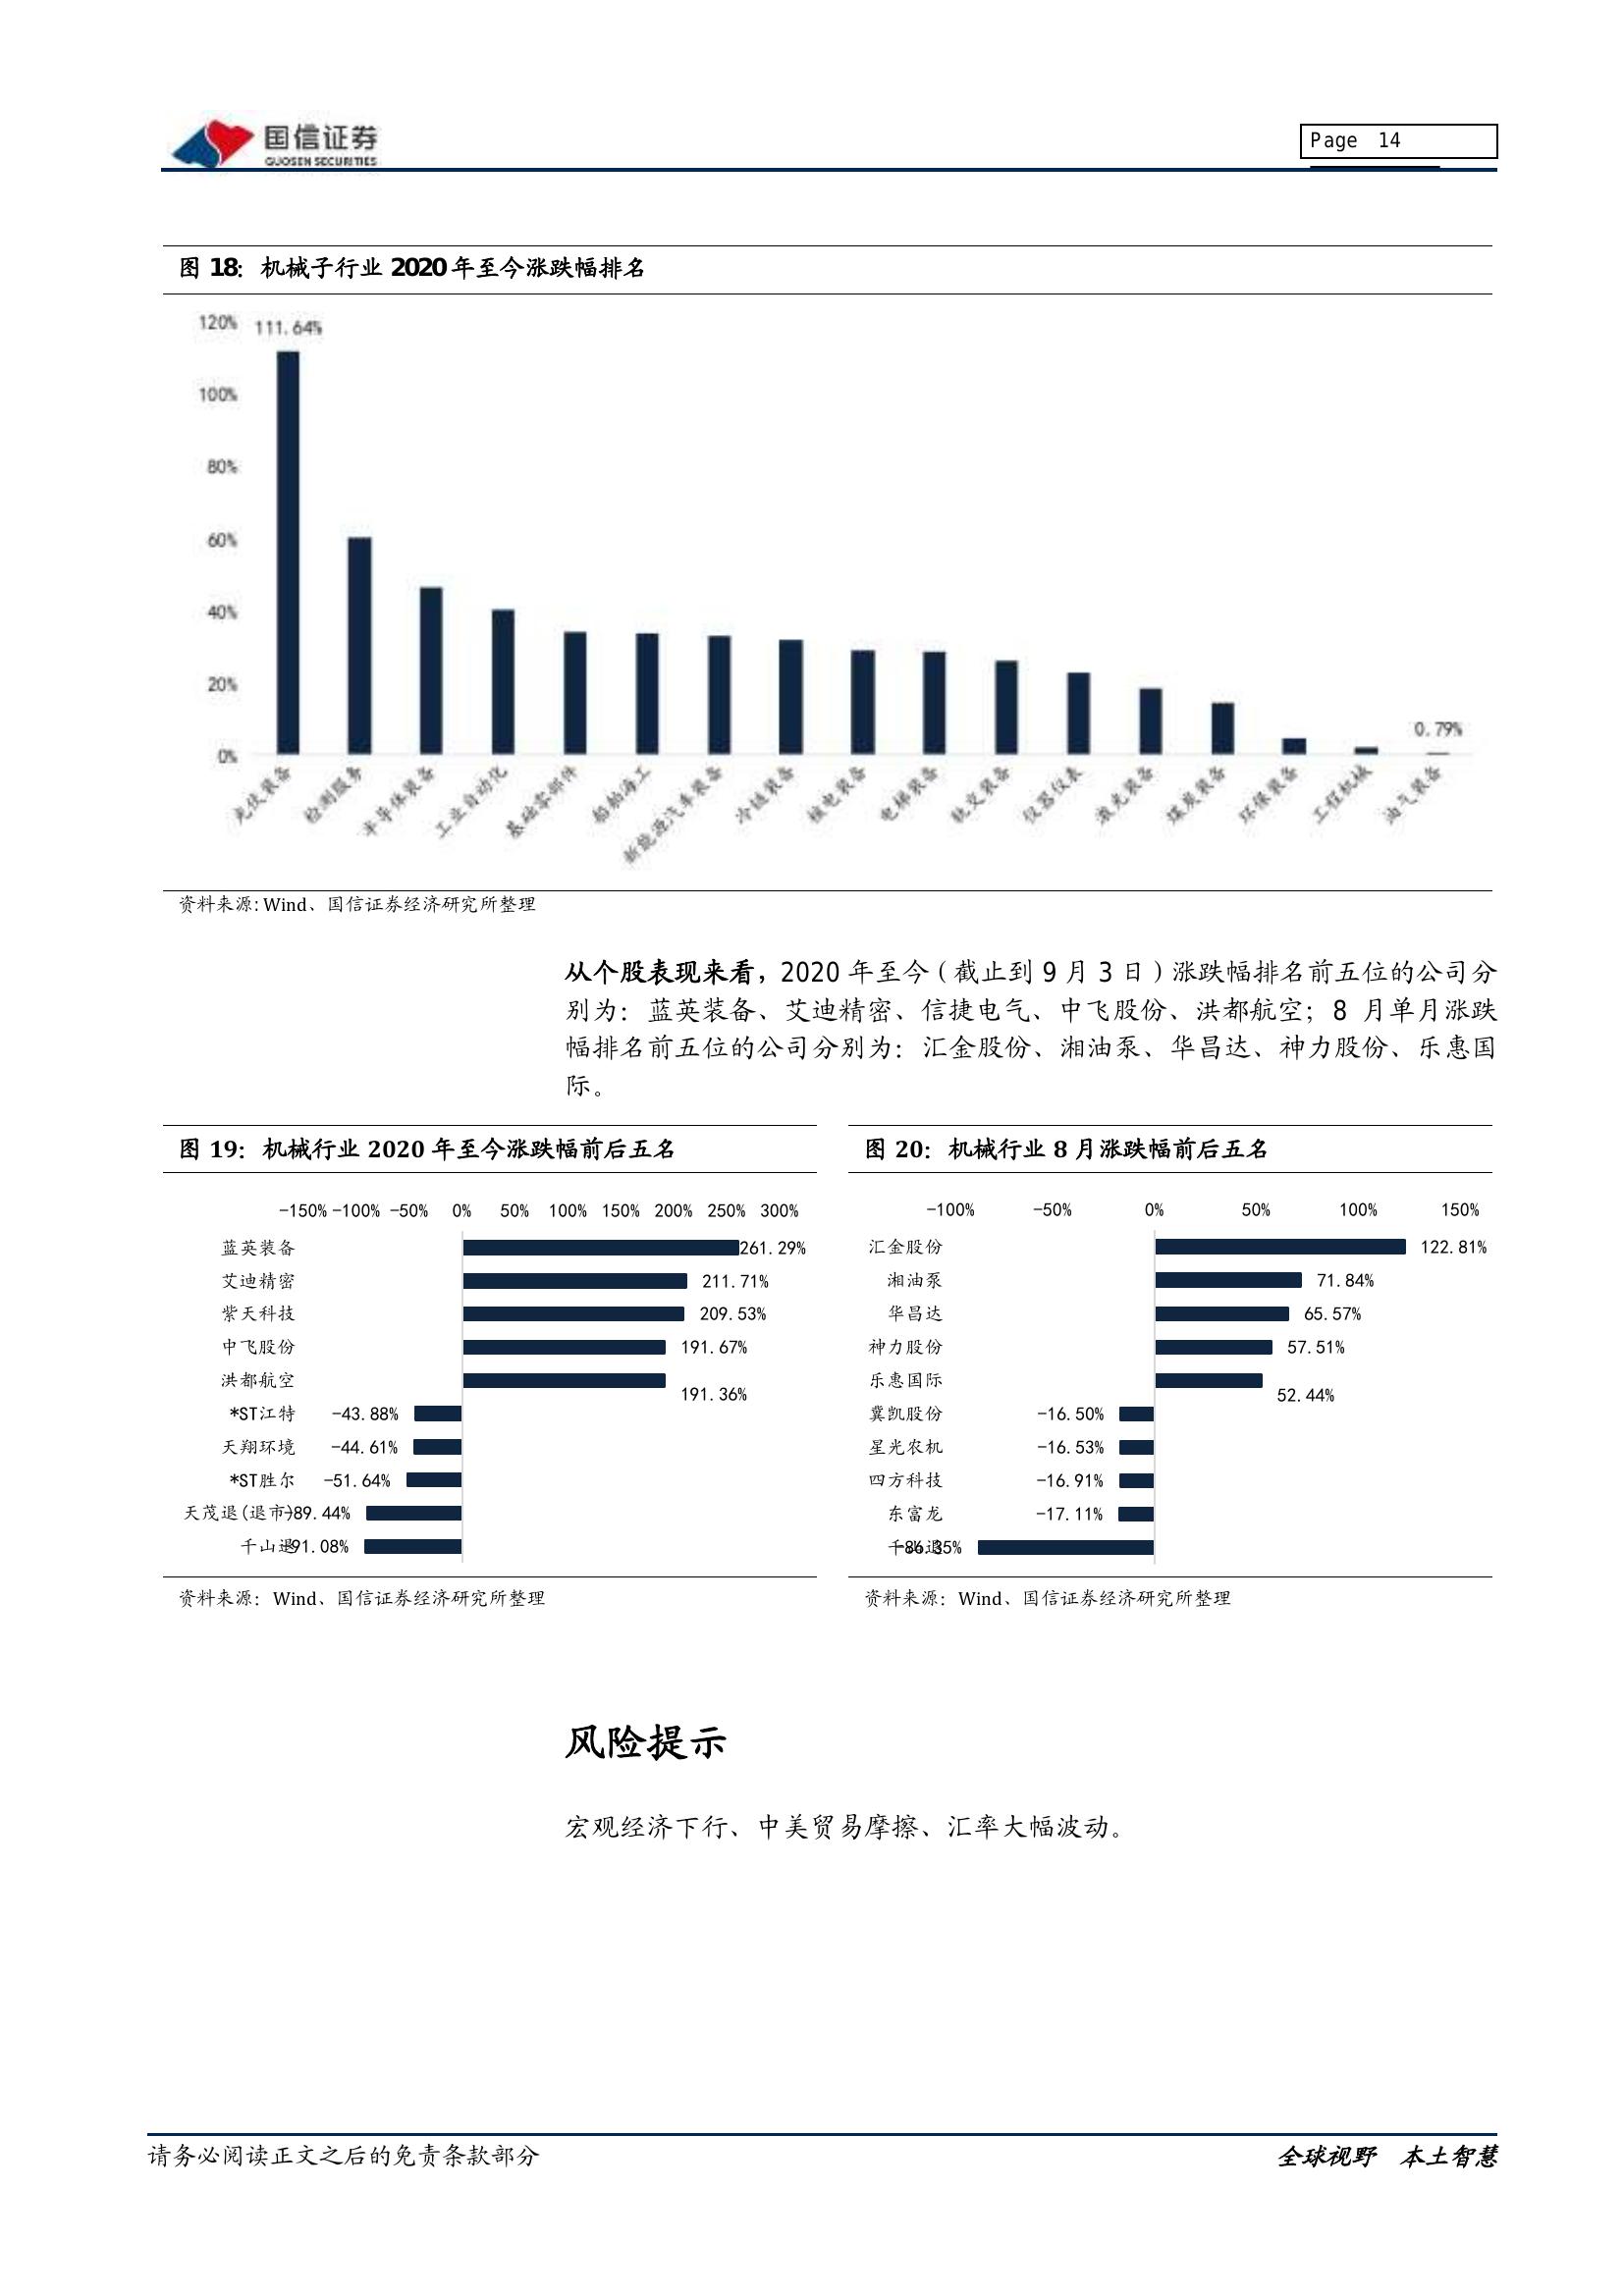 国信证券
GUOSEN SECURITIES
Page 14
图 18：机械子行业 2020 年至今涨跌幅排名
120%
111.64%
100%
80%
60%
40%
20%
0%
0.79%
光伏装备
检测服务
半导体装备
工业自动化
基础零部件
船舶海工
新能源汽车装备
冷链装备
核电装备
电梯装备
轨交装备
仪器仪表
激光装备
煤炭装备
环保装备
工程机械
油气装备
资料来源: Wind、国信证券经济研究所整理
从个股表现来看，2020 年至今（截止到 9 月 3 日）涨跌幅排名前五位的公司分
别为：蓝英装备、艾迪精密、信捷电气、中飞股份、洪都航空；8 月单月涨跌
幅排名前五位的公司分别为：汇金股份、湘油泵、华昌达、神力股份、乐惠国
际。
图 19：机械行业 2020 年至今涨跌幅前后五名
-150% -100% -50% 0% 50% 100% 150% 200% 250% 300%
蓝英装备 261.29%
艾迪精密 211.71%
紫天科技 209.53%
中飞股份 191.67%
洪都航空 191.36%
*ST江特 -43.88%
天翔环境 -44.61%
*ST胜尔 -51.64%
天茂退(退市) -89.44%
千山退 -91.08%
资料来源：Wind、国信证券经济研究所整理
图 20：机械行业 8 月涨跌幅前后五名
-100% -50% 0% 50% 100% 150%
汇金股份 122.81%
湘油泵 71.84%
华昌达 65.57%
神力股份 57.51%
乐惠国际 52.44%
冀凯股份 -16.50%
星光农机 -16.53%
四方科技 -16.91%
东富龙 -17.11%
千山退 -86.35%
资料来源：Wind、国信证券经济研究所整理
风险提示
宏观经济下行、中美贸易摩擦、汇率大幅波动。
请务必阅读正文之后的免责条款部分
全球视野 本土智慧